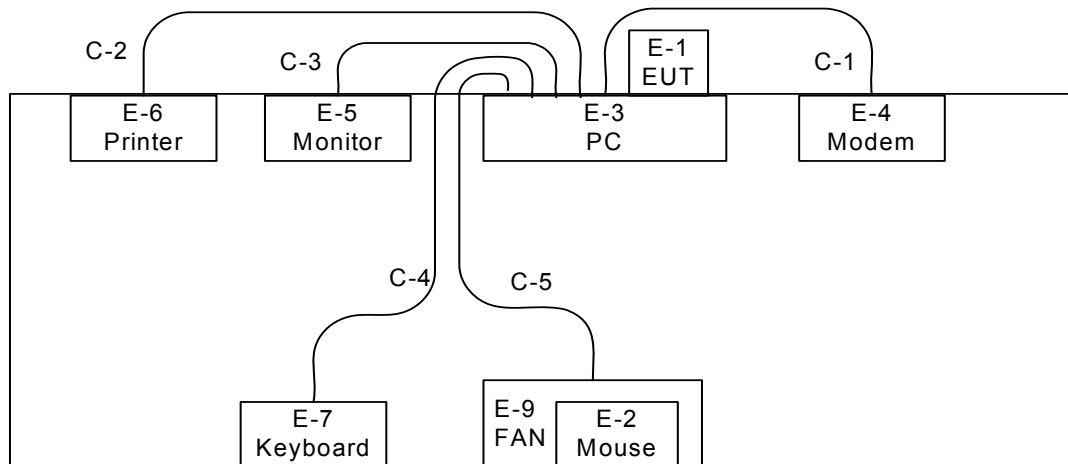 C-2
C-3
E-1
EUT
C-1
E-6
Printer
E-5
Monitor
E-3
PC
E-4
Modem
C-4
C-5
E-7
Keyboard
E-9
FAN
E-2
Mouse